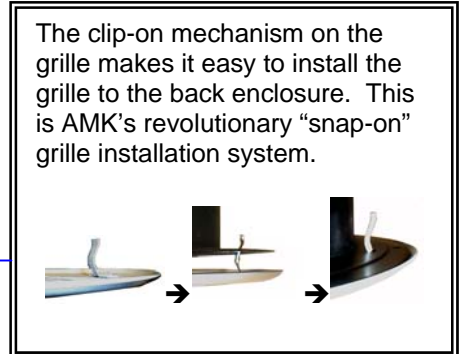 The clip-on mechanism on the
grille makes it easy to install the
grille to the back enclosure.  This
is AMK's revolutionary “snap-on”
grille installation system.